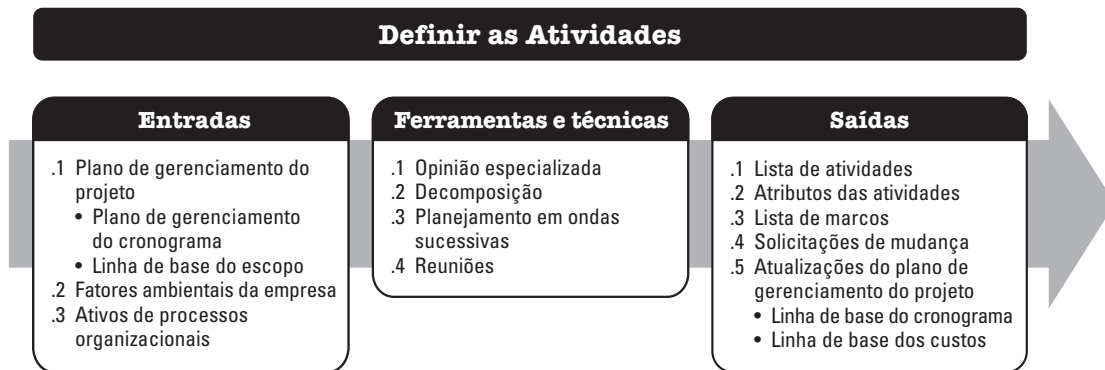 Definir as Atividades
Entradas
.1 Plano de gerenciamento do
projeto
• Plano de gerenciamento
do cronograma
• Linha de base do escopo
.2 Fatores ambientais da empresa
.3 Ativos de processos
organizacionais
Ferramentas e técnicas
.1 Opinião especializada
.2 Decomposição
.3 Planejamento em ondas
sucessivas
.4 Reuniões
Saídas
.1 Lista de atividades
.2 Atributos das atividades
.3 Lista de marcos
.4 Solicitações de mudança
.5 Atualizações do plano de
gerenciamento do projeto
• Linha de base do cronograma
• Linha de base dos custos